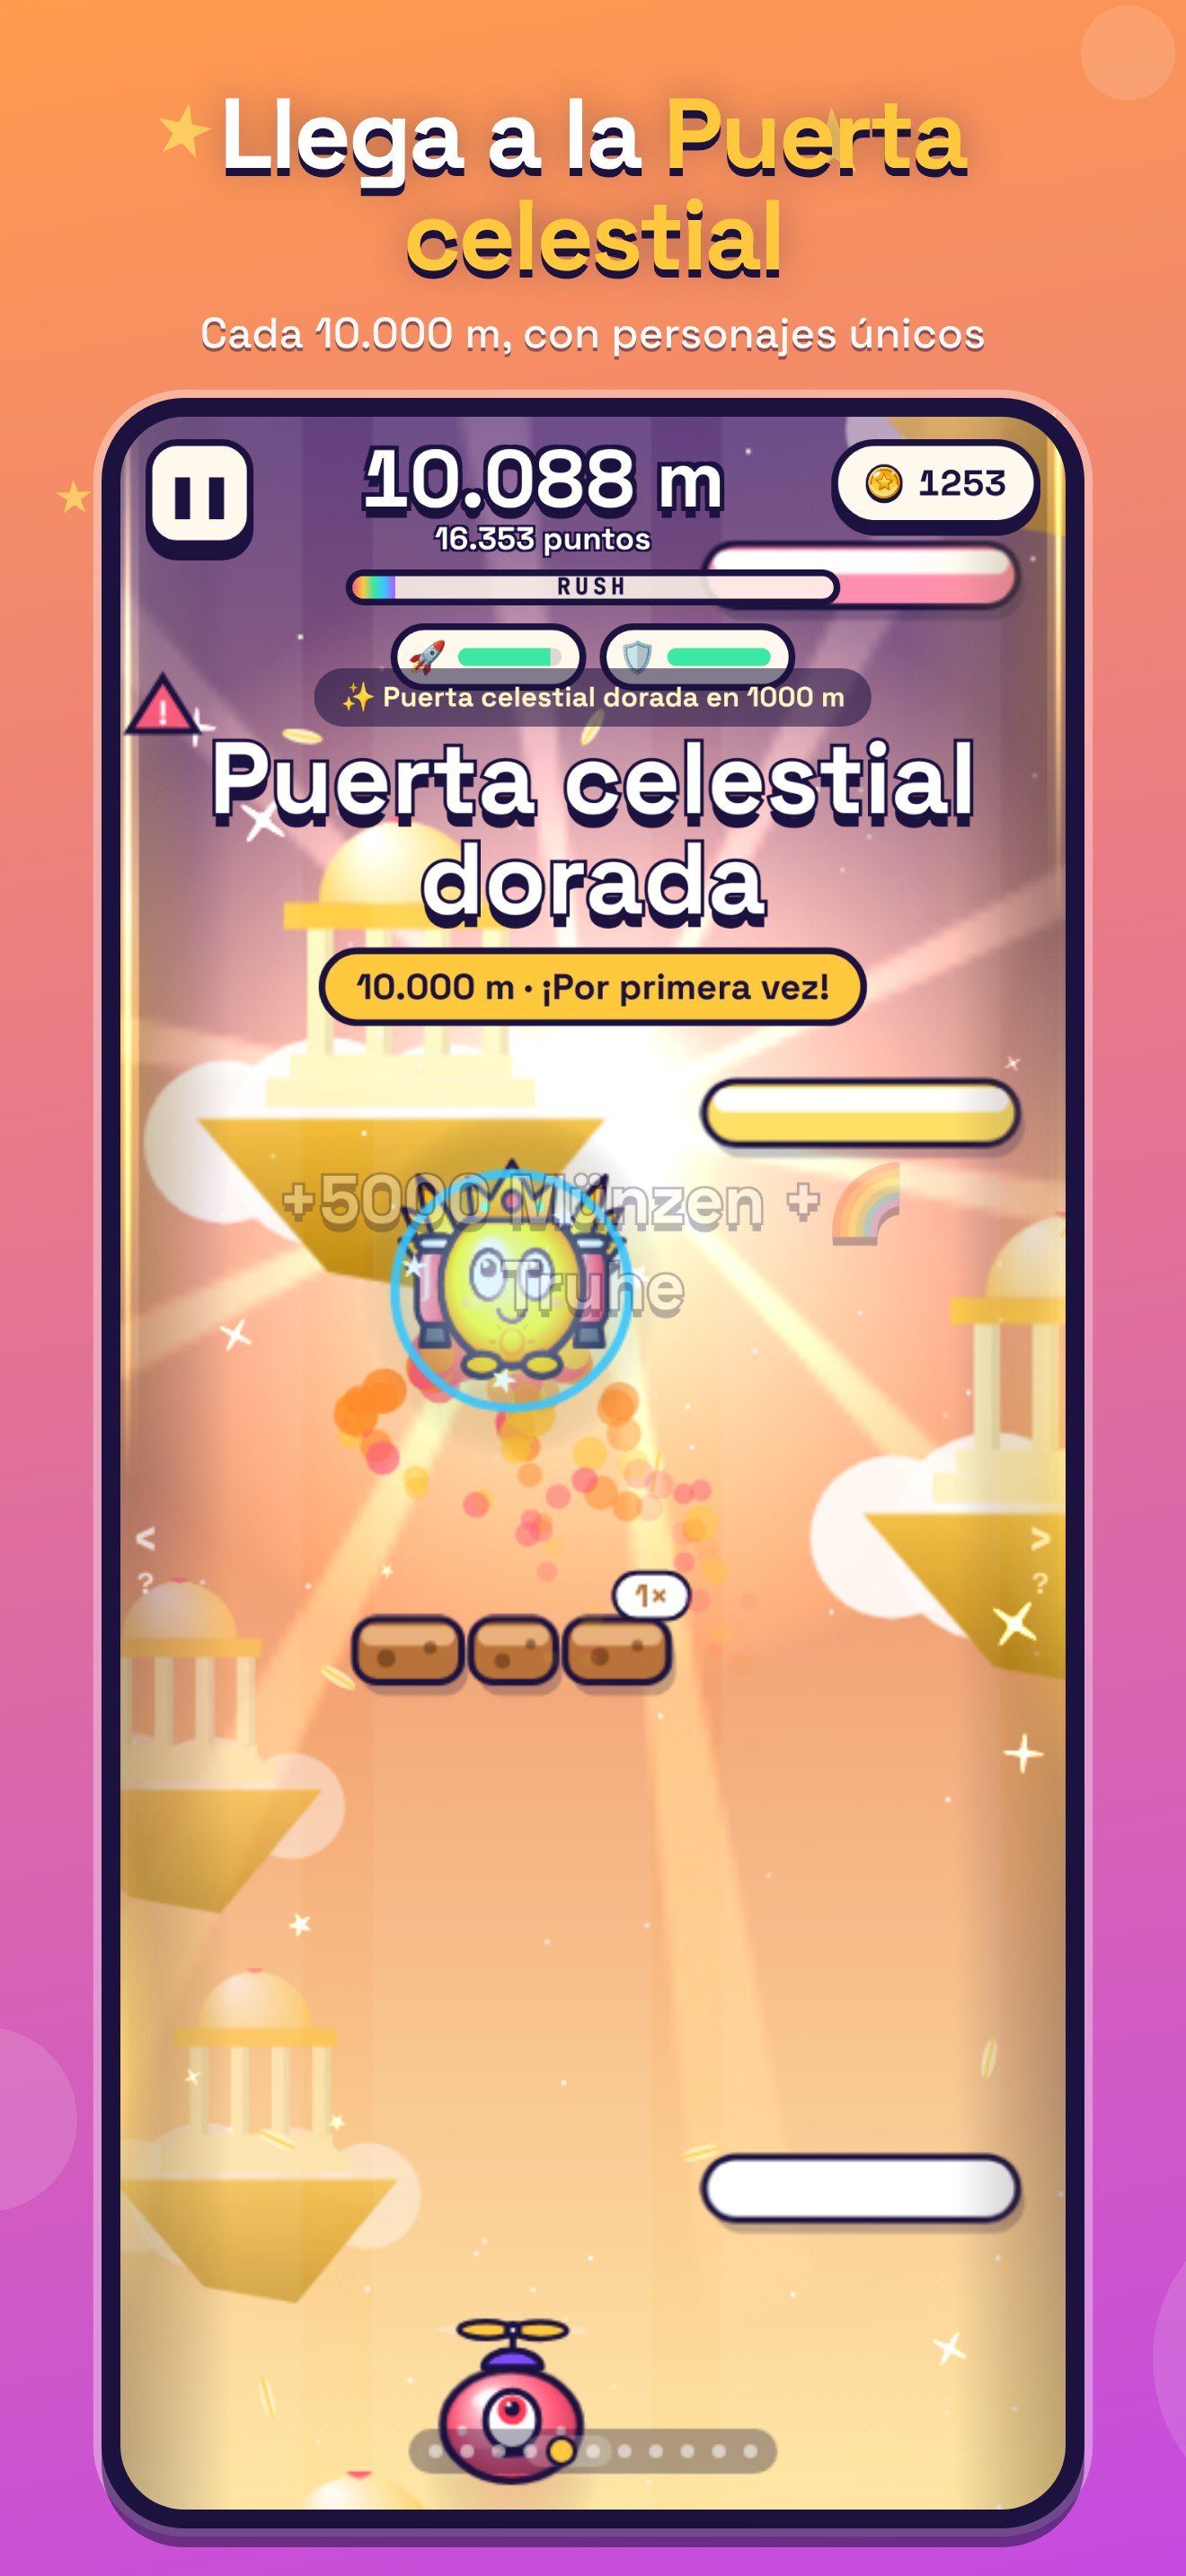 Llega a la Puerta
celestial
Cada 10.000 m, con personajes únicos
10.088 m
1253
16.353 puntos
RUSH
✨ Puerta celestial dorada en 1000 m
!
Puerta celestial
dorada
10.000 m · ¡Por primera vez!
+5000 Münzen + 🌈
Truhe
< >
? ?
1×